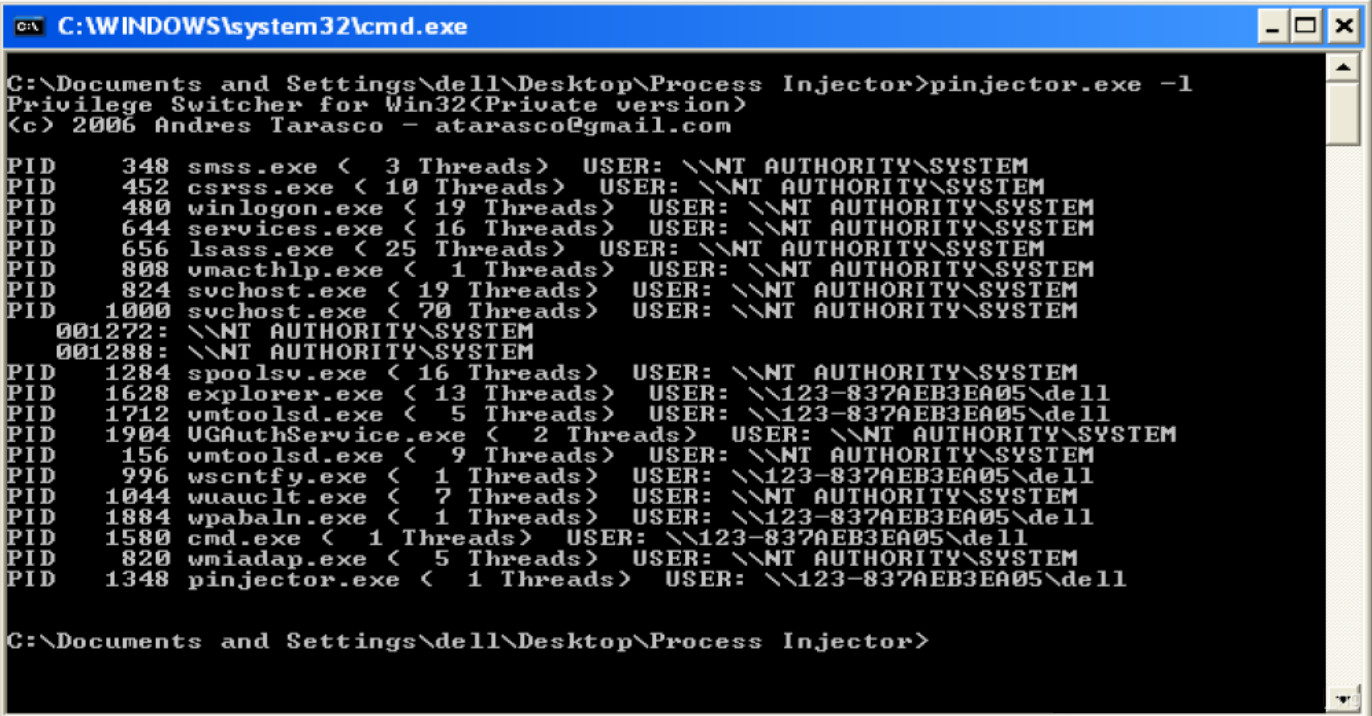 C:\WINDOWS\system32\cmd.exe
C:\Documents and Settings\dell\Desktop\Process Injector>pinjector.exe -l
Privilege Switcher for Win32(Private version)
(c) 2006 Andres Tarasco - atarasco@gmail.com
PID     348 smss.exe (  3 Threads)  USER: \\NT AUTHORITY\SYSTEM
PID     452 csrss.exe ( 10 Threads)  USER: \\NT AUTHORITY\SYSTEM
PID     480 winlogon.exe ( 19 Threads)  USER: \\NT AUTHORITY\SYSTEM
PID     644 services.exe ( 16 Threads)  USER: \\NT AUTHORITY\SYSTEM
PID     656 lsass.exe ( 25 Threads)  USER: \\NT AUTHORITY\SYSTEM
PID     808 vmacthlp.exe (  1 Threads)  USER: \\NT AUTHORITY\SYSTEM
PID     824 svchost.exe ( 19 Threads)  USER: \\NT AUTHORITY\SYSTEM
PID    1000 svchost.exe ( 70 Threads)  USER: \\NT AUTHORITY\SYSTEM
   001272: \\NT AUTHORITY\SYSTEM
   001288: \\NT AUTHORITY\SYSTEM
PID    1284 spoolsv.exe ( 16 Threads)  USER: \\NT AUTHORITY\SYSTEM
PID    1628 explorer.exe ( 13 Threads)  USER: \\123-837AEB3EA05\dell
PID    1712 vmtoolsd.exe (  5 Threads)  USER: \\123-837AEB3EA05\dell
PID    1904 VGAuthService.exe (  2 Threads)  USER: \\NT AUTHORITY\SYSTEM
PID     156 vmtoolsd.exe (  9 Threads)  USER: \\NT AUTHORITY\SYSTEM
PID     996 wscntfy.exe (  1 Threads)  USER: \\123-837AEB3EA05\dell
PID    1044 wuauclt.exe (  7 Threads)  USER: \\NT AUTHORITY\SYSTEM
PID    1884 wpabaln.exe (  1 Threads)  USER: \\123-837AEB3EA05\dell
PID    1580 cmd.exe (  1 Threads)  USER: \\123-837AEB3EA05\dell
PID     820 wmiadap.exe (  5 Threads)  USER: \\NT AUTHORITY\SYSTEM
PID    1348 pinjector.exe (  1 Threads)  USER: \\123-837AEB3EA05\dell
C:\Documents and Settings\dell\Desktop\Process Injector>